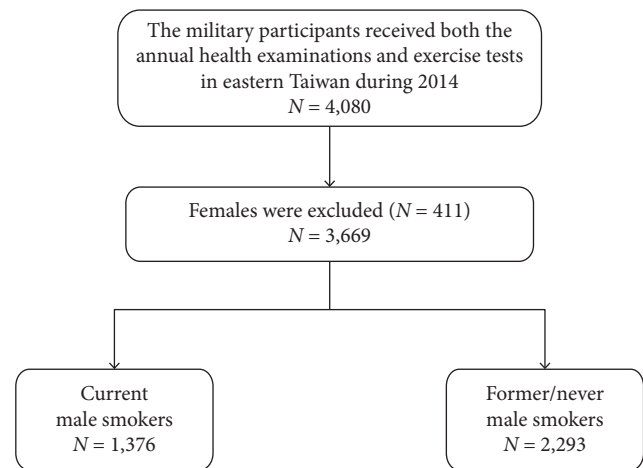 The military participants received both the
annual health examinations and exercise tests
in eastern Taiwan during 2014
N = 4,080
Females were excluded (N = 411)
N = 3,669
Current
male smokers
N = 1,376
Former/never
male smokers
N = 2,293